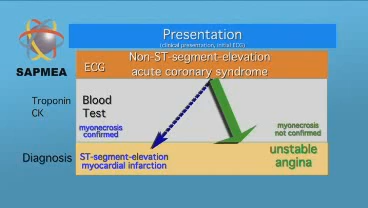 Presentation
(clinical presentation, initial ECG)
SAPMEA
ECG
Non-ST-segment-elevation
acute coronary syndrome
Troponin
CK
Blood
Test
myonecrosis
confirmed
myonecrosis
not confirmed
Diagnosis
ST-segment-elevation
myocardial infarction
unstable
angina